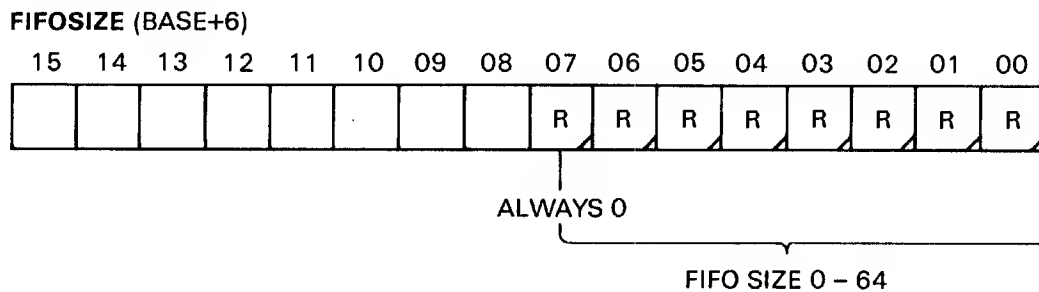 FIFOSIZE (BASE+6)
15 14 13 12 11 10 09 08 07 06 05 04 03 02 01 00
R R R R R R R R
ALWAYS 0
FIFO SIZE 0 – 64